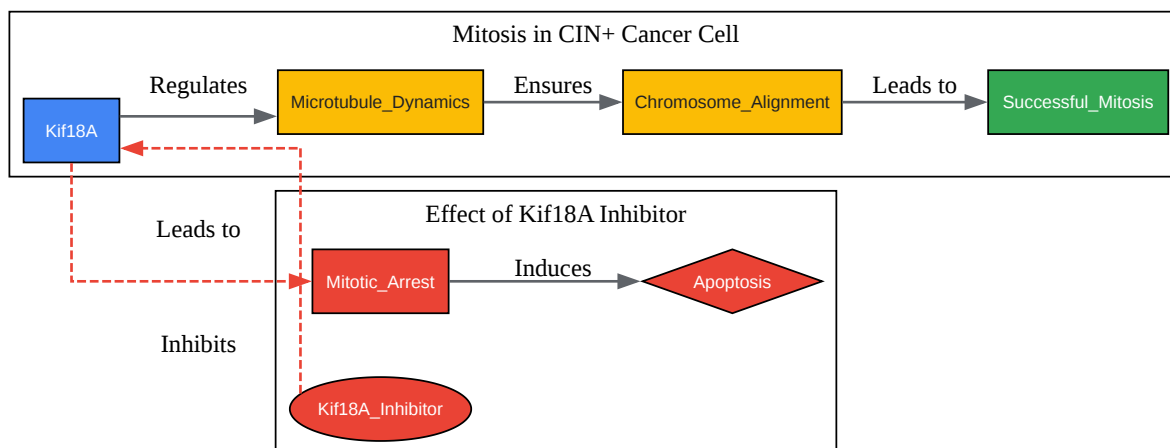 Mitosis in CIN+ Cancer Cell
Regulates
Ensures
Leads to
Kif18A
Microtubule_Dynamics
Chromosome_Alignment
Successful_Mitosis
Effect of Kif18A Inhibitor
Leads to
Mitotic_Arrest
Induces
Apoptosis
Inhibits
Kif18A_Inhibitor